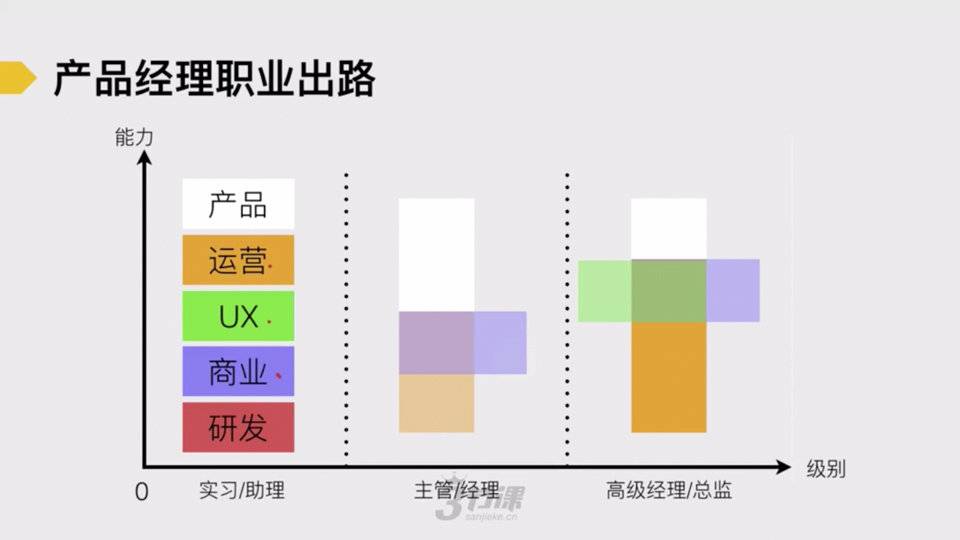 产品经理职业出路
能力
产品
运营
UX
商业
研发
级别
0
实习/助理
主管/经理
高级经理/总监
3节课
sanjieke.cn